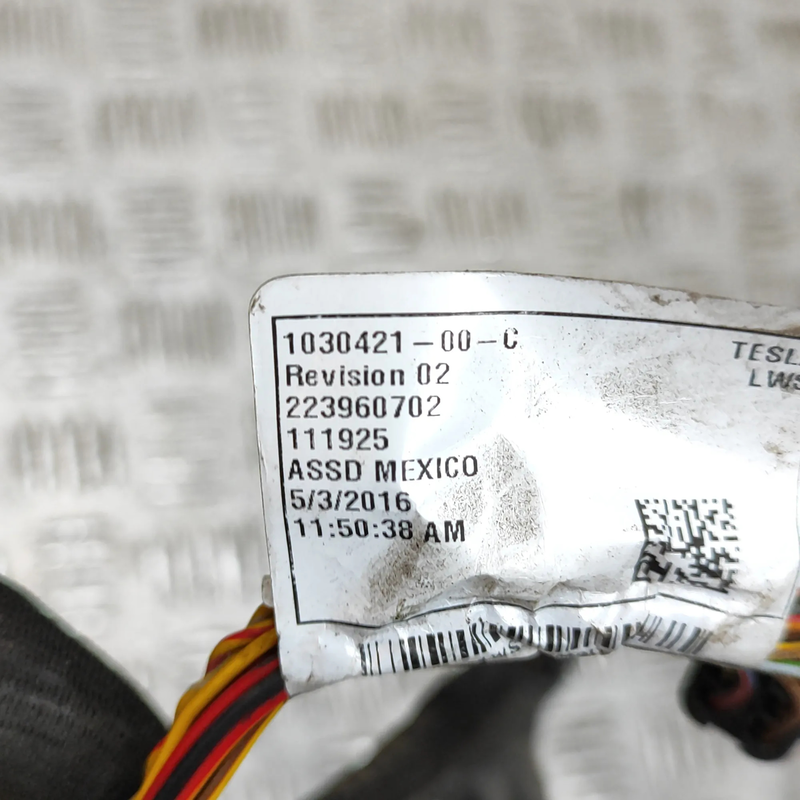 1030421-00-C
Revision 02
223960702
111925
ASSD MEXICO
5/3/2016
11:50:38 AM